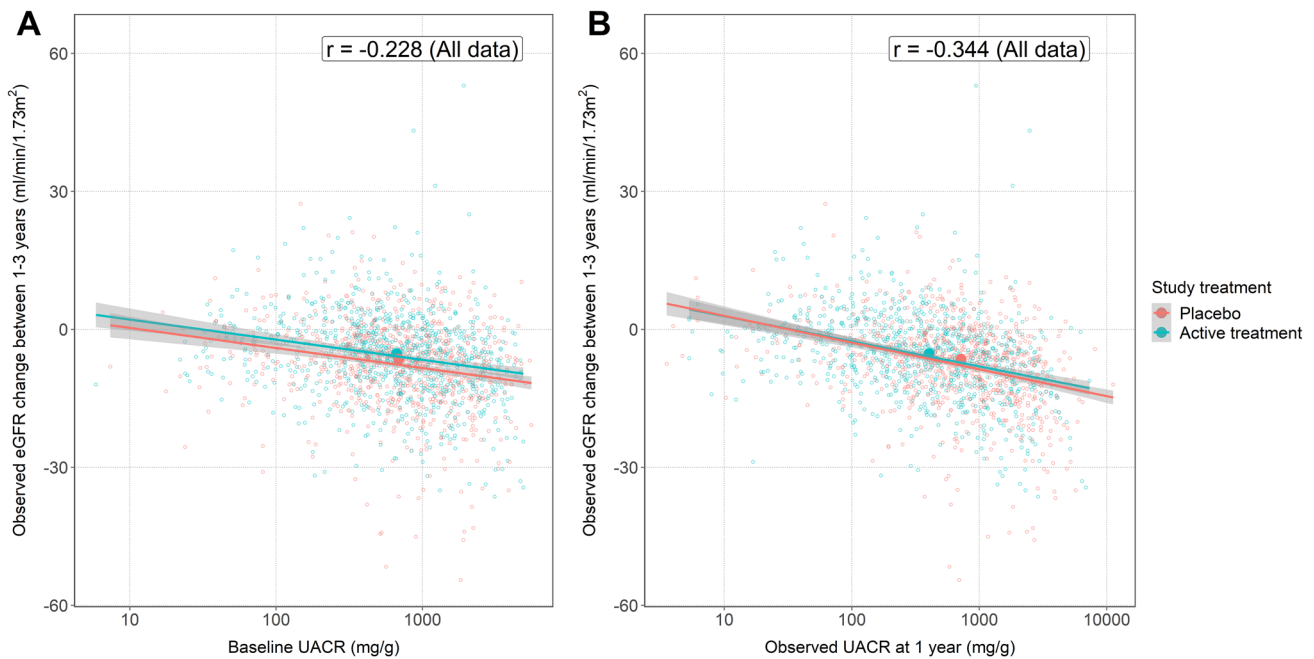 A
r = -0.228 (All data)
Observed eGFR change between 1-3 years (ml/min/1.73m²)
60
30
0
-30
-60
10
100
1000
Baseline UACR (mg/g)
B
r = -0.344 (All data)
Observed eGFR change between 1-3 years (ml/min/1.73m²)
60
30
0
-30
-60
10
100
1000
10000
Observed UACR at 1 year (mg/g)
Study treatment
Placebo
Active treatment